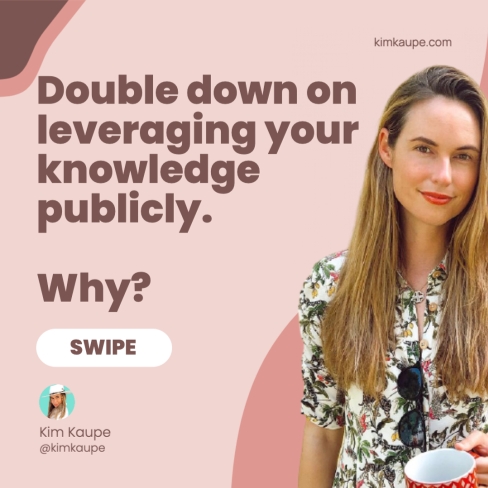 kimkaupe.com
Double down on
leveraging your
knowledge
publicly.
Why?
SWIPE
Kim Kaupe
@kimkaupe